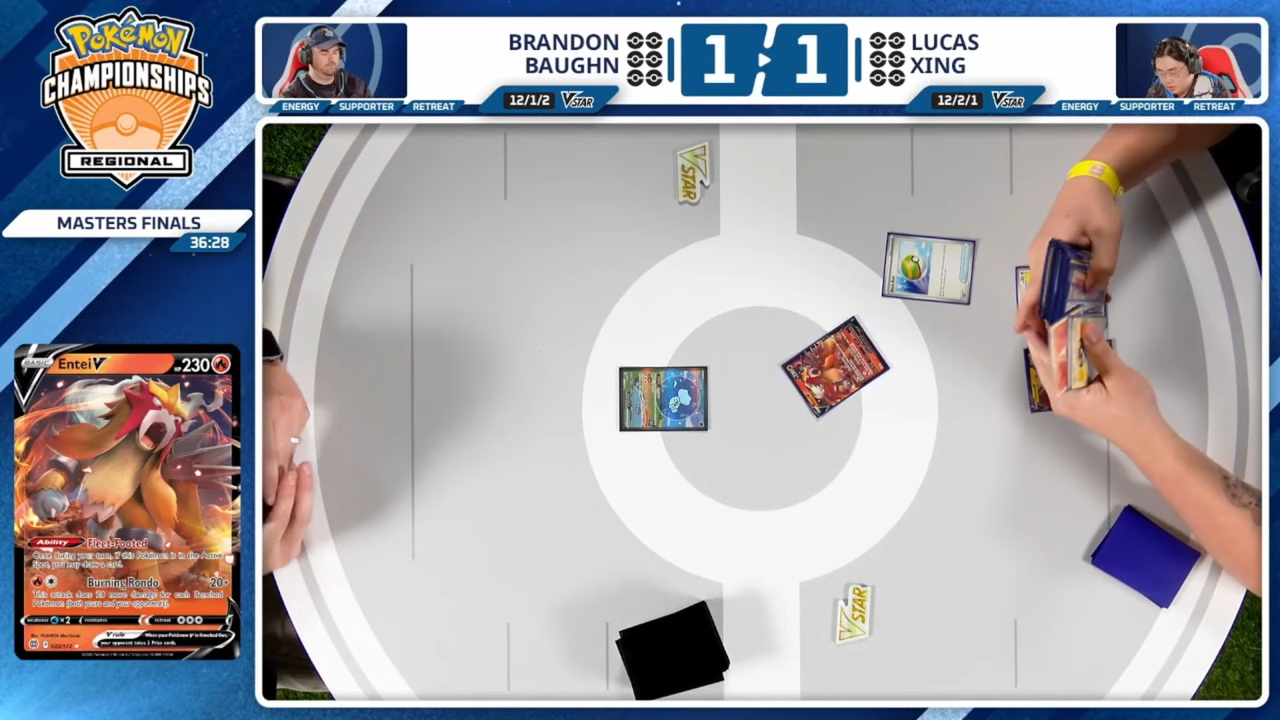 Pokémon
CHAMPIONSHIPS
REGIONAL
MASTERS FINALS
36:28
BRANDON
BAUGHN
1
1
LUCAS
XING
ENERGY
SUPPORTER
RETREAT
12/1/2
VSTAR
12/2/1
VSTAR
ENERGY
SUPPORTER
RETREAT
BASIC
Entei V
HP 230
Ability
Fleet-Footed
Once during your turn, if this Pokémon is in the Active
Spot, you may draw a card.
Burning Rondo
20+
This attack does 20 more damage for each Benched
Pokémon (both yours and your opponent's).
weakness
×2
resistance
retreat
V rule
When your Pokémon V is Knocked Out,
your opponent takes 2 Prize cards.
VSTAR
VSTAR